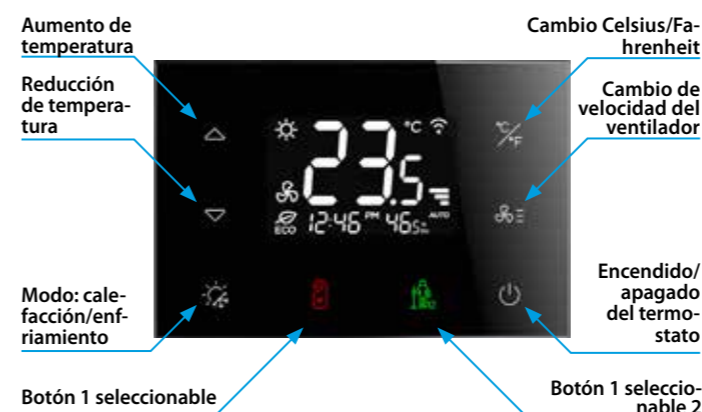 Aumento de
temperatura
Reducción
de tempera-
tura
Modo: cale-
facción/enf-
riamiento
Botón 1 seleccionable
°C
23.5
ECO
12:46 PM
46.5%
AUTO
°C/°F
Cambio Celsius/Fa-
hrenheit
Cambio de
velocidad del
ventilador
Encendido/
apagado
del termo-
stato
Botón 1 seleccio-
nable 2